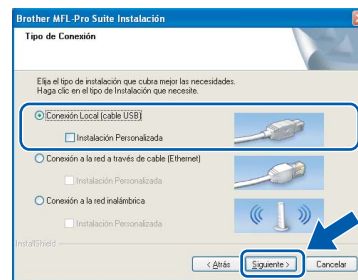 Brother MFL-Pro Suite Instalación
Tipo de Conexión
Elija el tipo de instalación que cubra mejor las necesidades.
Haga clic en el tipo de Instalación que necesite.
Conexión Local (cable USB)
Instalación Personalizada
Conexión a la red a través de cable (Ethernet)
Instalación Personalizada
Conexión a la red inalámbrica
Instalación Personalizada
InstallShield
< Atrás
Siguiente >
Cancelar